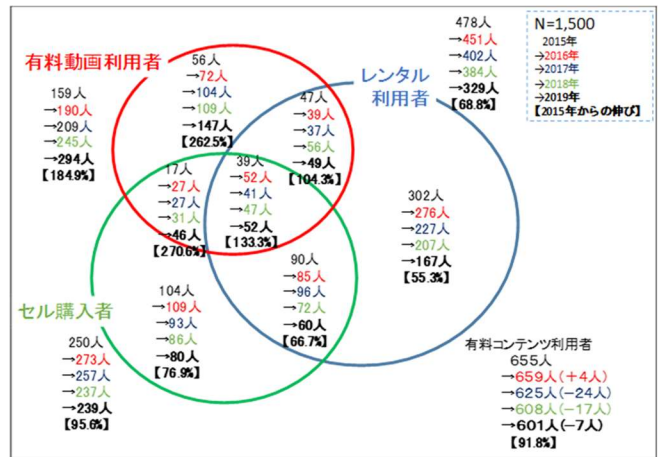 N=1,500
2015年
→2016年
→2017年
→2018年
→2019年
【2015年からの伸び】
478人
→451人
→402人
→384人
→329人
【68.8%】
レンタル
利用者
有料動画利用者
159人
→190人
→209人
→245人
→294人
【184.9%】
56人
→72人
→104人
→109人
→147人
【262.5%】
47人
→39人
→37人
→56人
→49人
【104.3%】
17人
→27人
→27人
→31人
→46人
【270.6%】
39人
→52人
→41人
→47人
→52人
【133.3%】
302人
→276人
→227人
→207人
→167人
【55.3%】
90人
→85人
→96人
→72人
→60人
【66.7%】
104人
→109人
→93人
→86人
→80人
【76.9%】
セル購入者
250人
→273人
→257人
→237人
→239人
【95.6%】
有料コンテンツ利用者
655人
→659人(+4人)
→625人(−24人)
→608人(−17人)
→601人(−7人)
【91.8%】